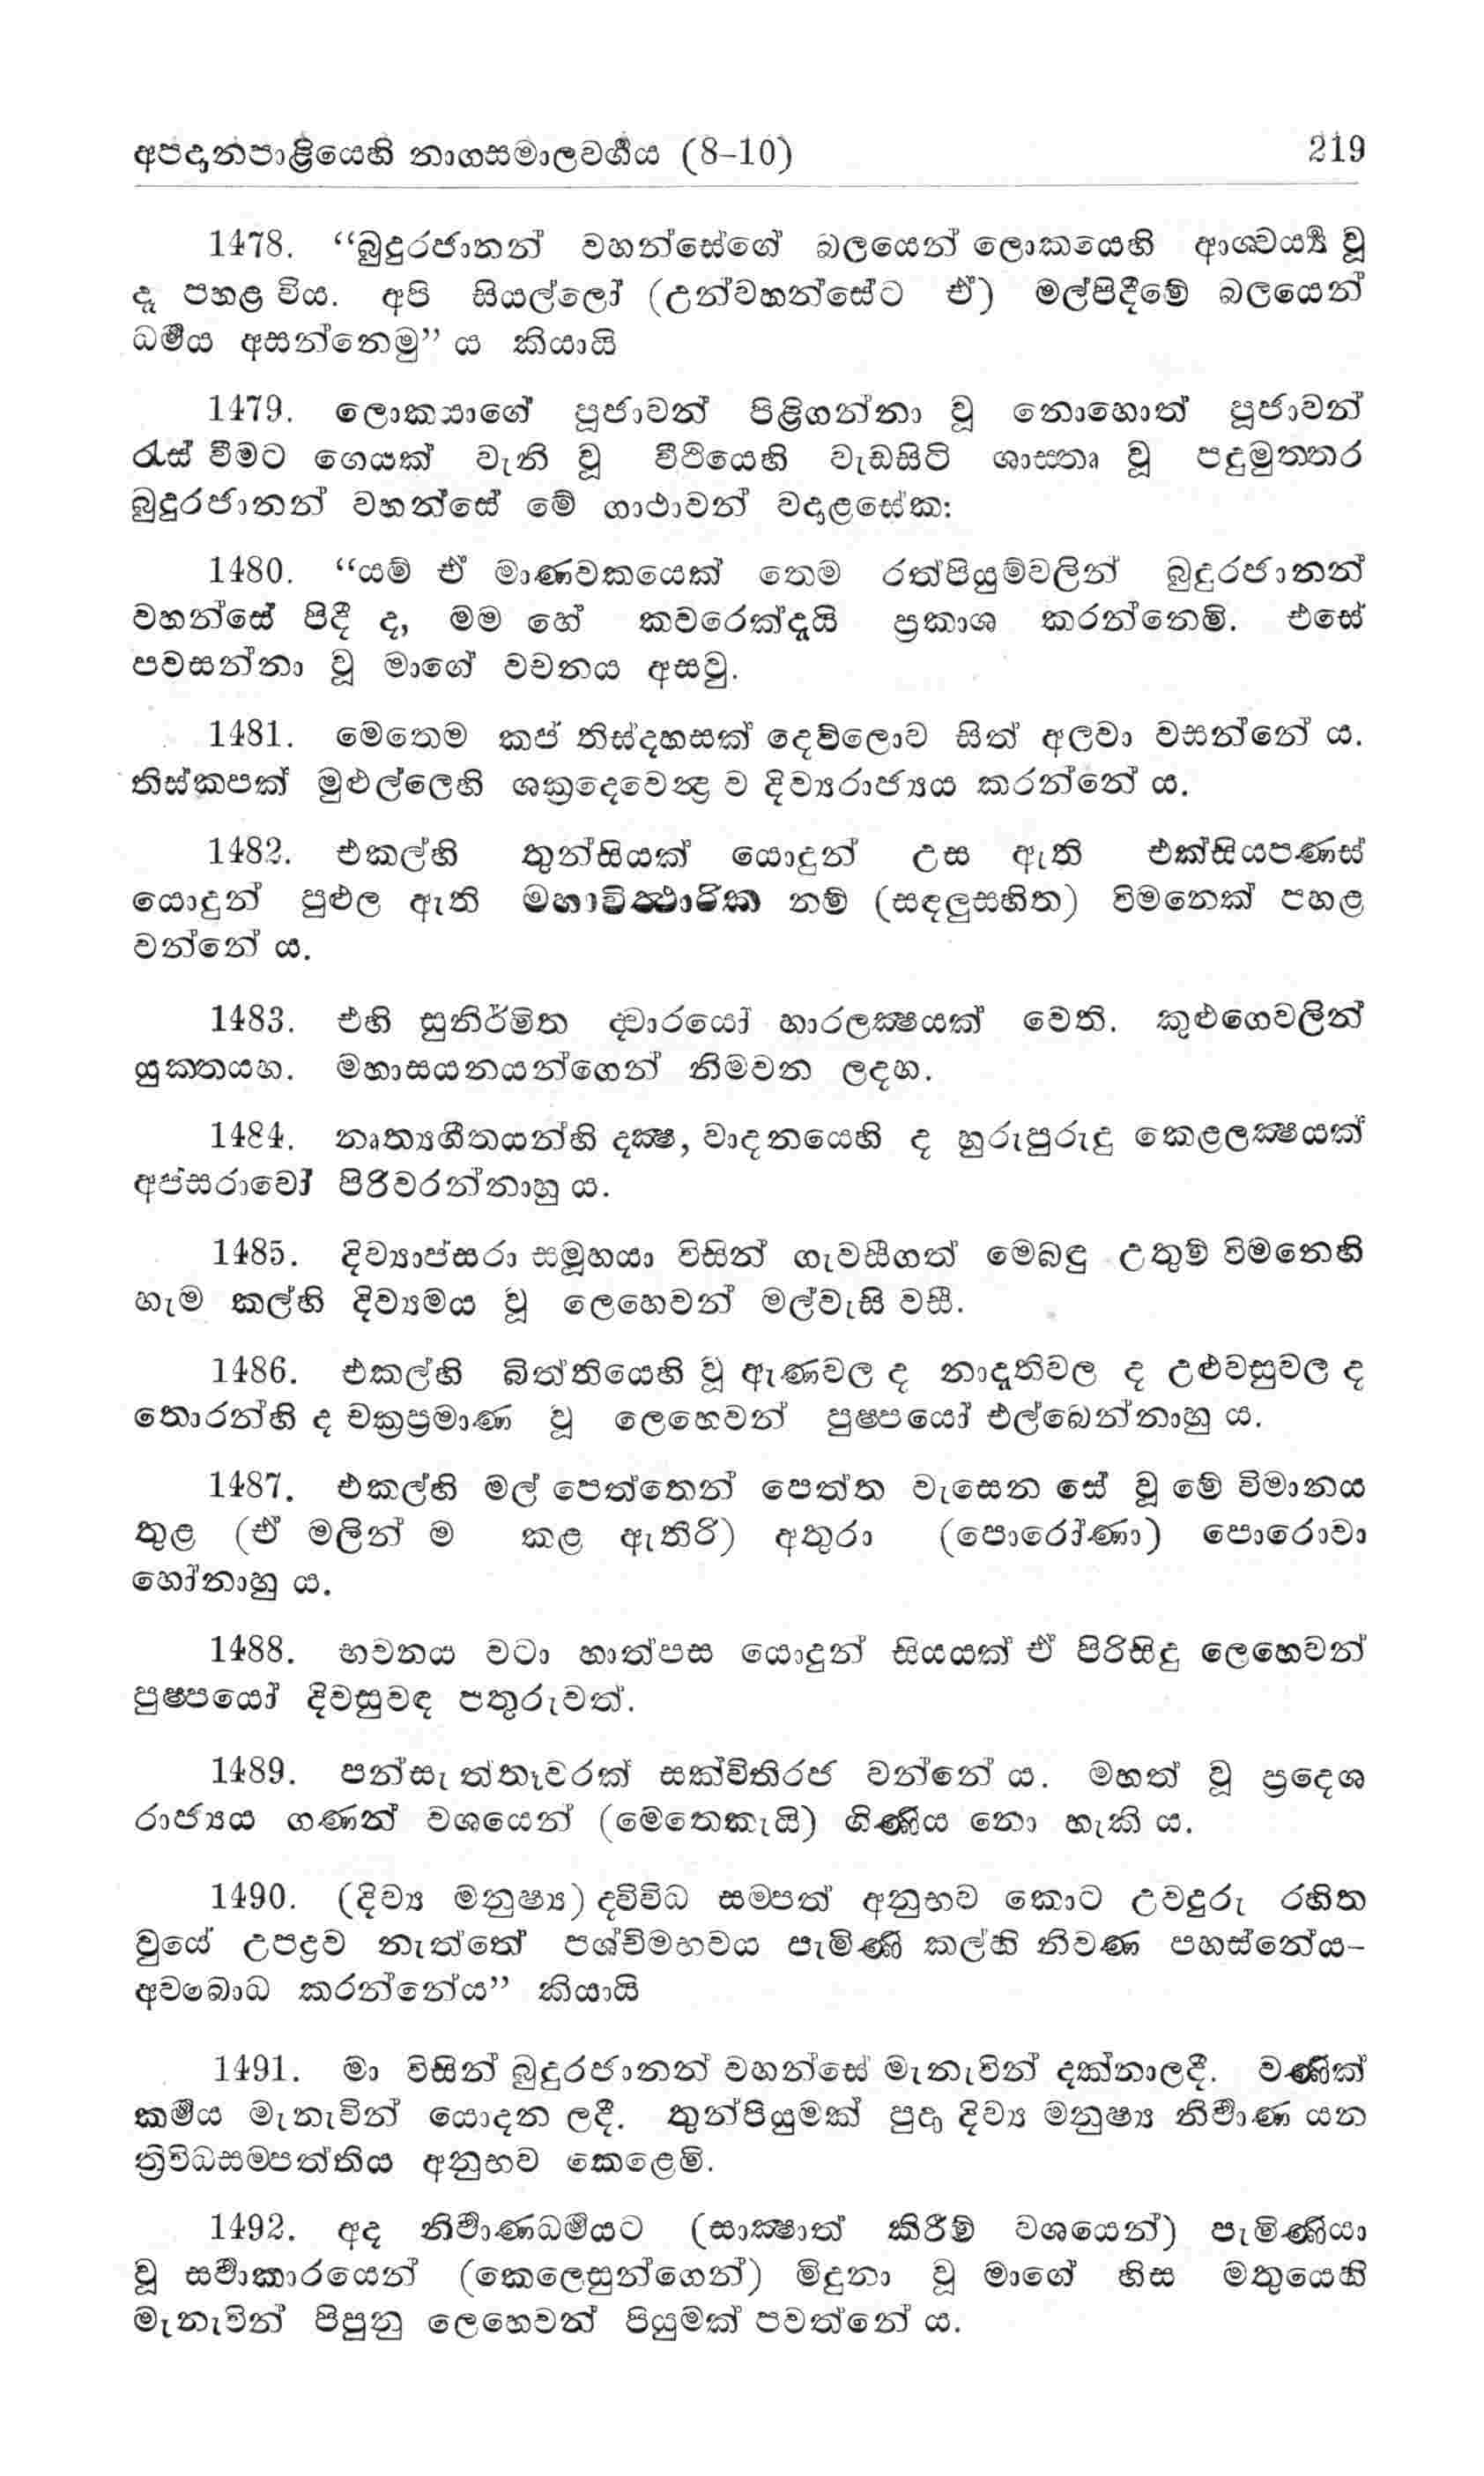 අපදානපාළියෙහි නාගසමාලවර්‍ගය (8–10) 219
1478. “බුදුරජානන් වහන්සේගේ බලයෙන් ලොකයෙහි ආශ්චර්‍ය්‍ය වූ
දෑ පහළ විය. අපි සියල්ලෝ (උන්වහන්සේට ඒ) මල්පිදීමේ බලයෙන්
ධර්‍මය අසන්නෙමු” ය කියායි
1479. ලොකයාගේ පූජාවන් පිළිගන්නා වූ නොහොත් පූජාවන්
රැස් වීමට ගෙයක් වැනි වූ වීථියෙහි වැඩසිටි ශාස්තෘ වූ පදුමුත්තර
බුදුරජානන් වහන්සේ මේ ගාථාවන් වදාළසේක:
1480. “යම් ඒ මාණවකයෙක් තෙම රත්පියුම්වලින් බුදුරජානන්
වහන්සේ පිදී ද, මම හේ කවරෙක්දැයි ප්‍රකාශ කරන්නෙමි. එසේ
පවසන්නා වූ මාගේ වචනය අසවු.
1481. මෙතෙම කප් තිස්දහසක් දෙව්ලොව සිත් අලවා වසන්නේ ය.
තිස්කපක් මුළුල්ලෙහි ශක්‍රදෙවෙන්‍ද්‍ර ව දිව්‍යරාජ්‍යය කරන්නේ ය.
1482. එකල්හි තුන්සියක් යොදුන් උස ඇති එක්සියපණස්
යොදුන් පුළුල ඇති මහාවිත්‍ථාරික නම් (සඳලුසහිත) විමනෙක් පහළ
වන්නේ ය.
1483. එහි සුනිර්මිත ද්වාරයෝ හාරලක්‍ෂයක් වෙති. කුළුගෙවලින්
යුක්තයහ. මහාසයනයන්ගෙන් නිමවන ලදහ.
1484. නෘත්‍යගීතයන්හි දක්‍ෂ, වාදනයෙහි ද හුරුපුරුදු කෙළලක්‍ෂයක්
අප්සරාවෝ පිරිවරන්නාහු ය.
1485. දිව්‍යාප්සරා සමූහයා විසින් ගැවසීගත් මෙබඳු උතුම් විමනෙහි
හැම කල්හි දිව්‍යමය වූ ලෙහෙවන් මල්වැසි වසී.
1486. එකල්හි බිත්තියෙහි වූ ඇණවල ද නාදැතිවල ද උළුවසුවල ද
තොරන්හි ද චක්‍රප්‍රමාණ වූ ලෙහෙවන් පුෂ්පයෝ එල්බෙන්නාහු ය.
1487. එකල්හි මල් පෙත්තෙන් පෙත්ත වැසෙන සේ වූ මේ විමානය
තුළ (ඒ මලින් ම කළ ඇතිරි) අතුරා (පොරෝණා) පොරොවා
හෝනාහු ය.
1488. භවනය වටා හාත්පස යොදුන් සියයක් ඒ පිරිසිදු ලෙහෙවන්
පුෂ්පයෝ දිවසුවඳ පතුරුවත්.
1489. පන්සැ ත්තෑවරක් සක්විතිරජ වන්නේ ය. මහත් වූ ප්‍රදෙශ
රාජ්‍යය ගණන් වශයෙන් (මෙතෙකැයි) ගිණිය නො හැකි ය.
1490. (දිව්‍ය මනුෂ්‍ය) ද්විවිධ සම්පත් අනුභව කොට උවදුරු රහිත
වූයේ උපද්‍රව නැත්තේ පශ්චිමභවය පැමිණි කල්හි නිවණ පහස්නේය–
අවබොධ කරන්නේය” කියායි
1491. මා විසින් බුදුරජානන් වහන්සේ මැනැවින් දක්නාලදී. වණික්
කර්‍මය මැනැවින් යොදන ලදී. තුන්පියුමක් පුදා දිව්‍ය මනුෂ්‍ය නිර්‍වාණ යන
ත්‍රිවිධසම්පත්තිය අනුභව කෙළෙමි.
1492. අද නිර්‍වාණධර්‍මයට (සාක්‍ෂාත් කිරීම් වශයෙන්) පැමිණියා
වූ සර්‍වාකාරයෙන් (කෙලෙසුන්ගෙන්) මිදුනා වූ මාගේ හිස මතුයෙහි
මැනැවින් පිපුනු ලෙහෙවන් පියුමක් පවත්නේ ය.